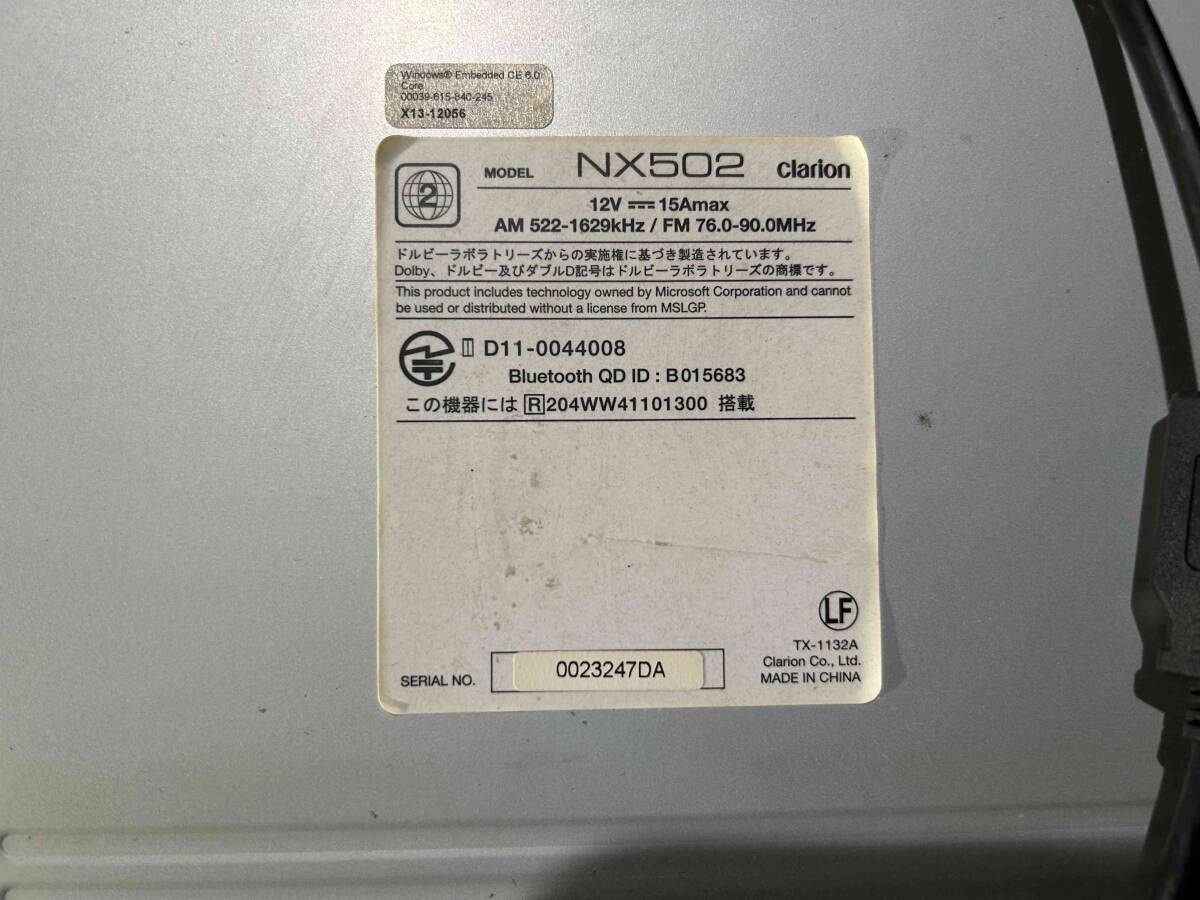 Windows® Embedded CE 6.0
Core
00039-615-840-245
X13-12056
2
MODEL NX502 clarion
12V ⎓ 15Amax
AM 522-1629kHz / FM 76.0-90.0MHz
ドルビーラボラトリーズからの実施権に基づき製造されています。
Dolby、ドルビー及びダブルD記号はドルビーラボラトリーズの商標です。
This product includes technology owned by Microsoft Corporation and cannot
be used or distributed without a license from MSLGP.
T D11-0044008
Bluetooth QD ID : B015683
この機器には R 204WW41101300 搭載
LF
TX-1132A
Clarion Co., Ltd.
MADE IN CHINA
SERIAL NO. 0023247DA